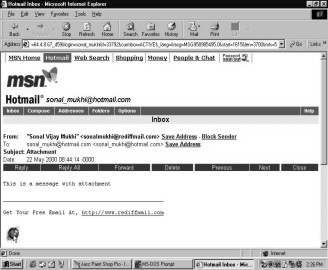 Hotmail Inbox - Microsoft Internet Explorer
File Edit View Favorites Tools Help
Back Stop Refresh Home Search Favorites History Mail Print
Address Go Links
MSN Home Hotmail Web Search Shopping Money People & Chat
msn
Hotmail® sonal_mukhi@hotmail.com
Inbox Compose Addresses Folders Options Help
Inbox
From: "Sonal Vijay Mukhi" <sonalmukhi@rediffmail.com> Save Address - Block Sender
To: sonal_mukhi@hotmail.com <sonal_mukhi@hotmail.com> Save Address
Subject: Attachment
Date: 22 May 2000 08:44:14 -0000
Reply Reply All Forward Delete Previous Next Close
This is a message with attachment
Get Your Free Email At, http://www.rediffmail.com
Done Internet
Start Jasc Paint Shop Pro - I... MS-DOS Prompt Hotmail Inbox - Mic... 2:26 PM